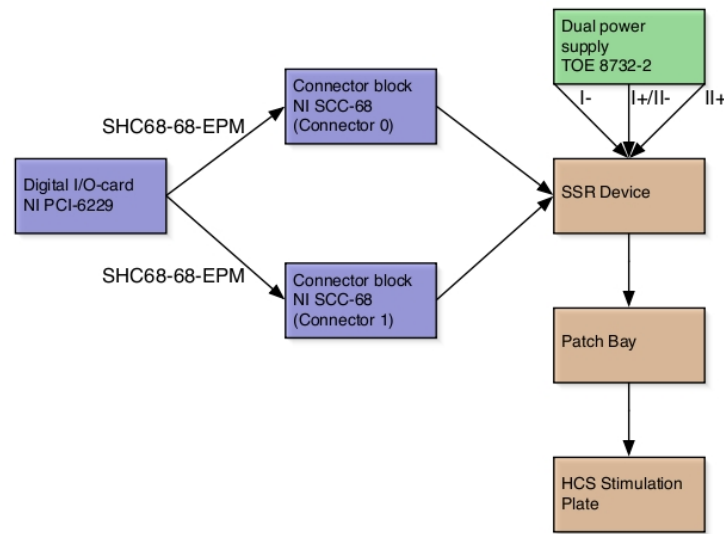 Dual power
supply
TOE 8732-2
I-
I+/II-
II+
Connector block
NI SCC-68
(Connector 0)
SHC68-68-EPM
Digital I/O-card
NI PCI-6229
SSR Device
SHC68-68-EPM
Connector block
NI SCC-68
(Connector 1)
Patch Bay
HCS Stimulation
Plate